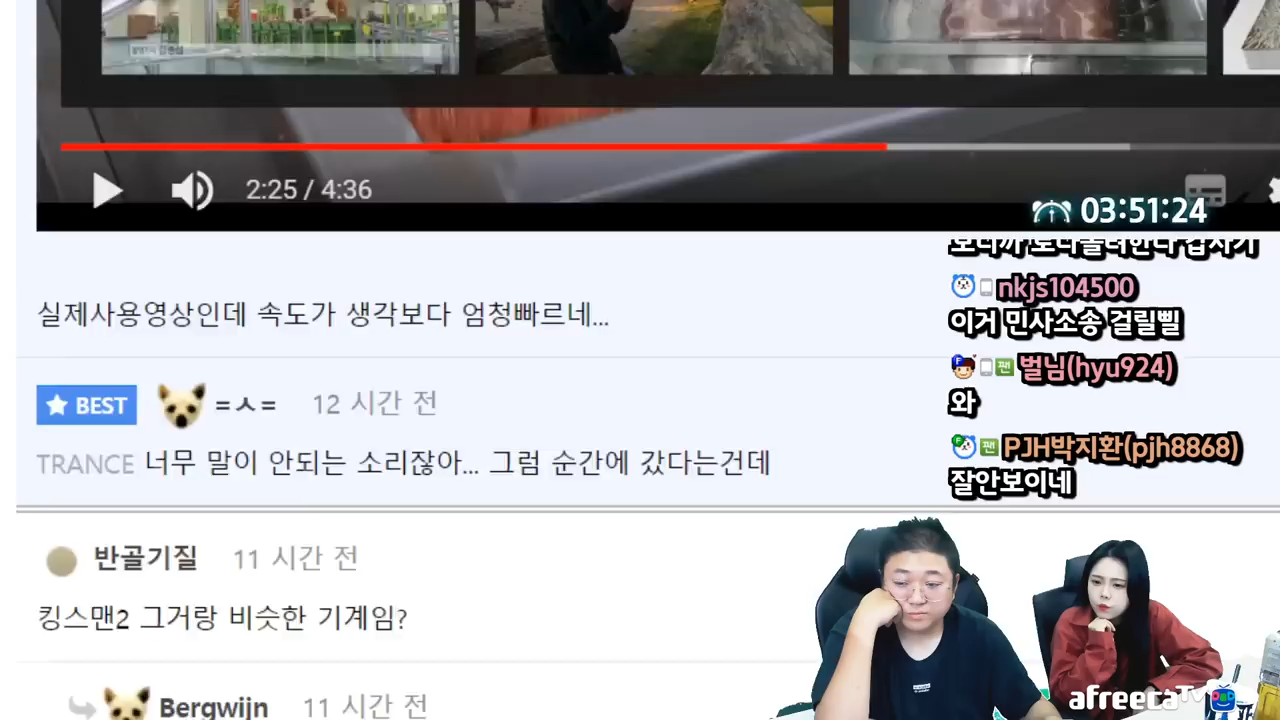 2:25 / 4:36
03:51:24
nkjs104500
이거 민사소송 걸릴삘
실제사용영상인데 속도가 생각보다 엄청빠르네...
벌님(hyu924)
와
BEST =ㅅ= 12 시간 전
TRANCE 너무 말이 안되는 소리잖아... 그럼 순간에 갔다는건데
PJH박지환(pjh8868)
잘안보이네
반골기질 11 시간 전
킹스맨2 그거랑 비슷한 기계임?
Bergwijn 11 시간 전
afreecaTV